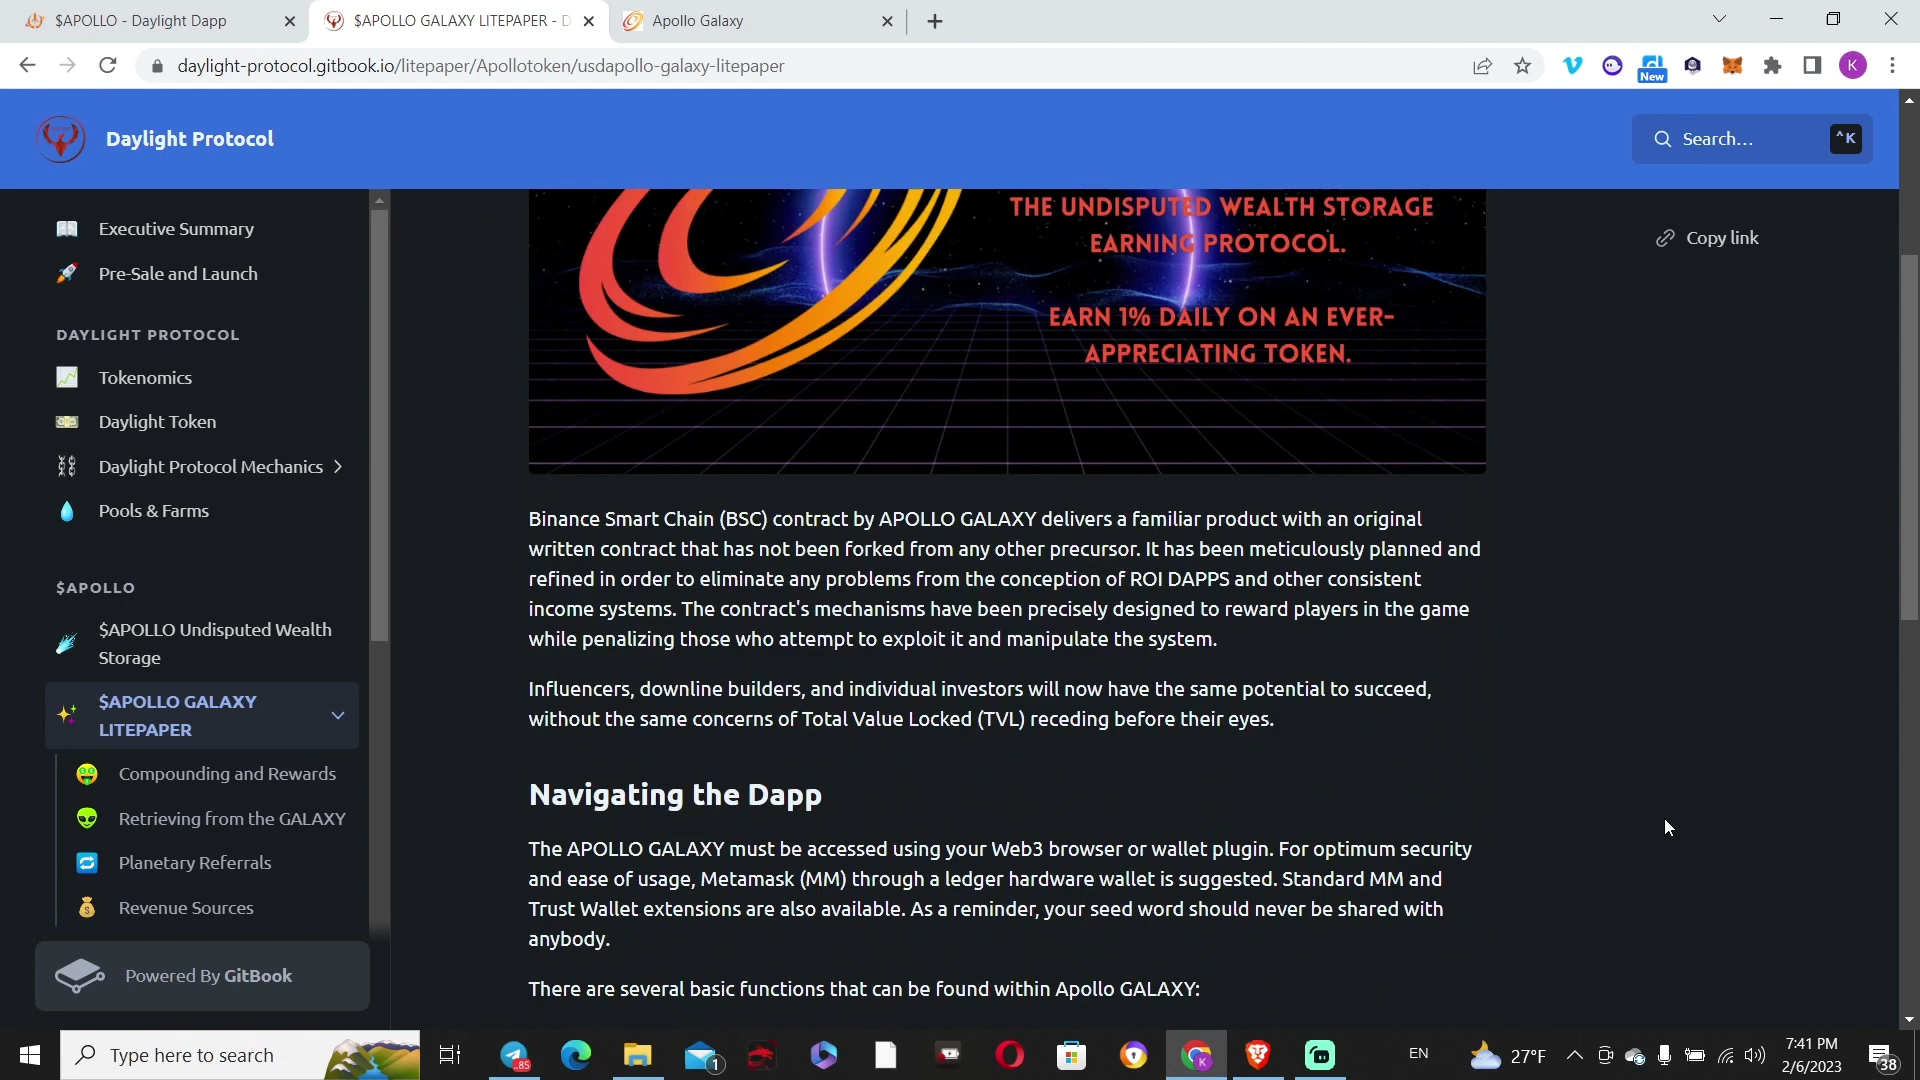 $APOLLO - Daylight Dapp
$APOLLO GALAXY LITEPAPER - D
Apollo Galaxy
daylight-protocol.gitbook.io/litepaper/Apollotoken/usdapollo-galaxy-litepaper
New
K
Daylight Protocol
Search...
^K
Executive Summary
Pre-Sale and Launch
DAYLIGHT PROTOCOL
Tokenomics
Daylight Token
Daylight Protocol Mechanics
Pools & Farms
$APOLLO
$APOLLO Undisputed Wealth
Storage
$APOLLO GALAXY
LITEPAPER
Compounding and Rewards
Retrieving from the GALAXY
Planetary Referrals
Revenue Sources
Powered By GitBook
THE UNDISPUTED WEALTH STORAGE
EARNING PROTOCOL.
EARN 1% DAILY ON AN EVER-
APPRECIATING TOKEN.
Copy link
Binance Smart Chain (BSC) contract by APOLLO GALAXY delivers a familiar product with an original
written contract that has not been forked from any other precursor. It has been meticulously planned and
refined in order to eliminate any problems from the conception of ROI DAPPS and other consistent
income systems. The contract's mechanisms have been precisely designed to reward players in the game
while penalizing those who attempt to exploit it and manipulate the system.
Influencers, downline builders, and individual investors will now have the same potential to succeed,
without the same concerns of Total Value Locked (TVL) receding before their eyes.
Navigating the Dapp
The APOLLO GALAXY must be accessed using your Web3 browser or wallet plugin. For optimum security
and ease of usage, Metamask (MM) through a ledger hardware wallet is suggested. Standard MM and
Trust Wallet extensions are also available. As a reminder, your seed word should never be shared with
anybody.
There are several basic functions that can be found within Apollo GALAXY:
Type here to search
85
1
K
EN
27°F
7:41 PM
2/6/2023
38